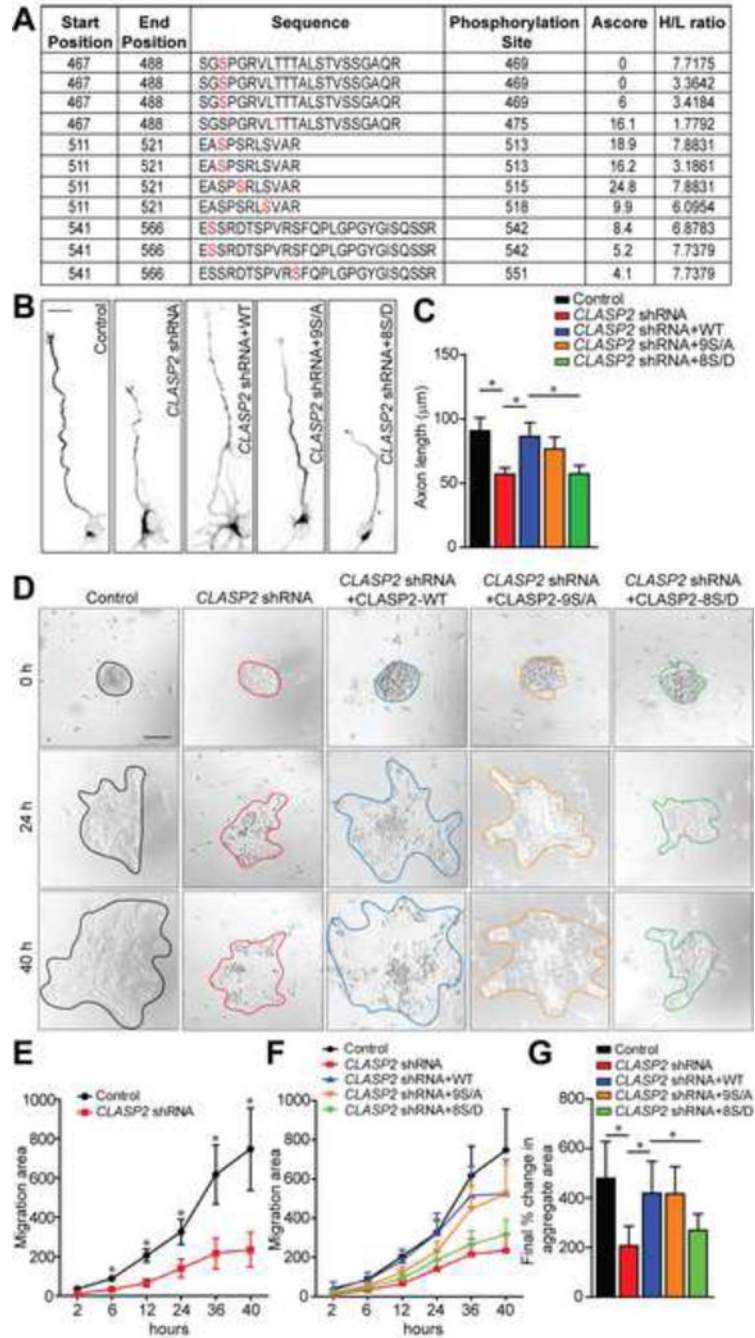 A
Start Position End Position Sequence Phosphorylation Site Ascore H/L ratio
467 488 SGSPGRVLTTTALSTVSSGAQR 469 0 7.7175
467 488 SGSPGRVLTTTALSTVSSGAQR 469 0 3.3642
467 488 SGSPGRVLTTTALSTVSSGAQR 469 6 3.4184
467 488 SGSPGRVLTTTALSTVSSGAQR 475 16.1 1.7792
511 521 EASPSRLSVAR 513 18.9 7.8831
511 521 EASPSRLSVAR 513 16.2 3.1861
511 521 EASPSRLSVAR 515 24.8 7.8831
511 521 EASPSRLSVAR 518 9.9 6.0954
541 566 ESSRDTSPVRSFQPLGPGYGISQSSR 542 8.4 6.8783
541 566 ESSRDTSPVRSFQPLGPGYGISQSSR 542 5.2 7.7379
541 566 ESSRDTSPVRSFQPLGPGYGISQSSR 551 4.1 7.7379
B
Control
CLASP2 shRNA
CLASP2 shRNA+WT
CLASP2 shRNA+9S/A
CLASP2 shRNA+8S/D
C
Control
CLASP2 shRNA
CLASP2 shRNA+WT
CLASP2 shRNA+9S/A
CLASP2 shRNA+8S/D
Axon length (μm)
150
100
50
0
* * *
D
Control
CLASP2 shRNA
CLASP2 shRNA
+CLASP2-WT
CLASP2 shRNA
+CLASP2-9S/A
CLASP2 shRNA
+CLASP2-8S/D
0 h
24 h
40 h
E
Control
CLASP2 shRNA
Migration area
1000
800
600
400
200
0
* * * * * *
2 6 12 24 36 40
hours
F
Control
CLASP2 shRNA
CLASP2 shRNA+WT
CLASP2 shRNA+9S/A
CLASP2 shRNA+8S/D
Migration area
1000
800
600
400
200
0
2 6 12 24 36 40
hours
G
Control
CLASP2 shRNA
CLASP2 shRNA+WT
CLASP2 shRNA+9S/A
CLASP2 shRNA+8S/D
Final % change in
aggregate area
800
600
400
200
0
* * *